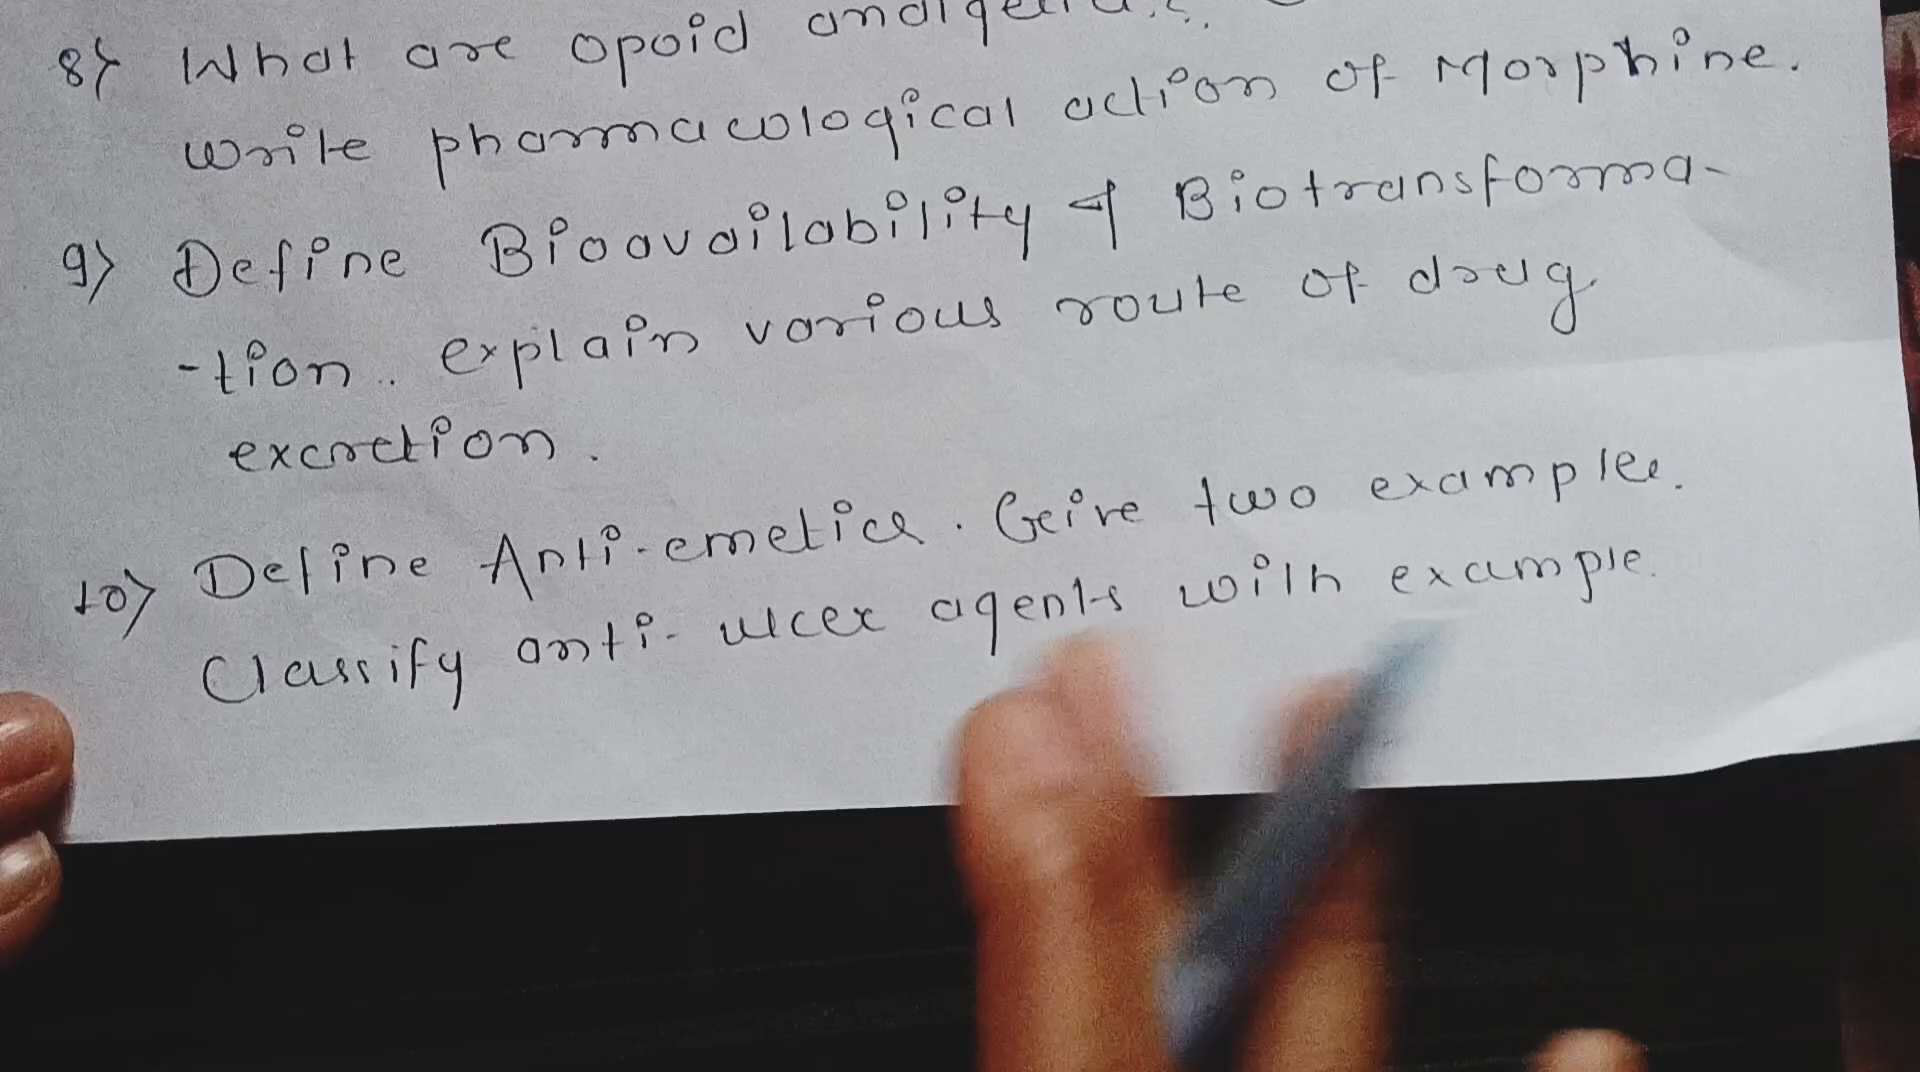 8) What are opoid
write pharmacological action of Morphine.
9) Define Bioavailability & Biotransforma-
-tion. explain various route of drug
excretion.
10) Define Anti-emetics. Give two examples.
Classify anti-ulcer agents with example.